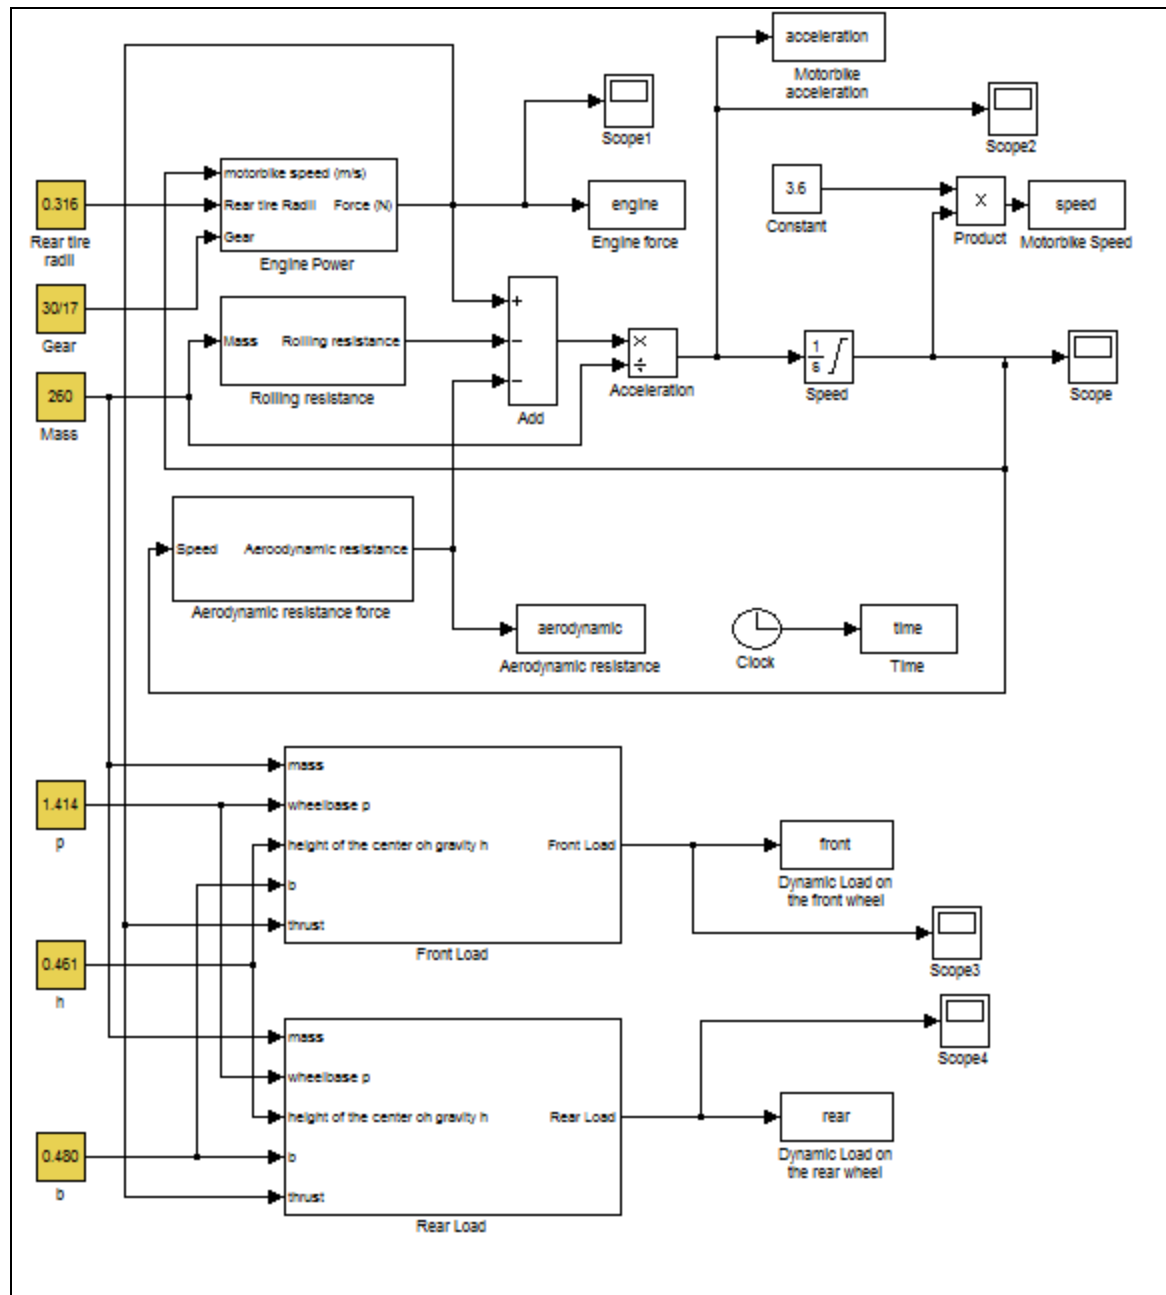 acceleration
Motorbike
acceleration
Scope1
Scope2
motorbike speed (m/s)
Rear tire Radii
Force (N)
Gear
Engine Power
0.316
Rear tire
radii
engine
Engine force
3.6
Constant
X
Product
speed
Motorbike Speed
30/17
Gear
Mass
Rolling resistance
Rolling resistance
+
−
−
Add
×
÷
Acceleration
1
s
Speed
Scope
260
Mass
Speed
Aeroodynamic resistance
Aerodynamic resistance force
aerodynamic
Aerodynamic resistance
Clock
time
Time
mass
wheelbase p
height of the center oh gravity h
b
thrust
Front Load
Front Load
1.414
p
front
Dynamic Load on
the front wheel
Scope3
0.461
h
Scope4
mass
wheelbase p
height of the center oh gravity h
b
thrust
Rear Load
Rear Load
rear
Dynamic Load on
the rear wheel
0.480
b